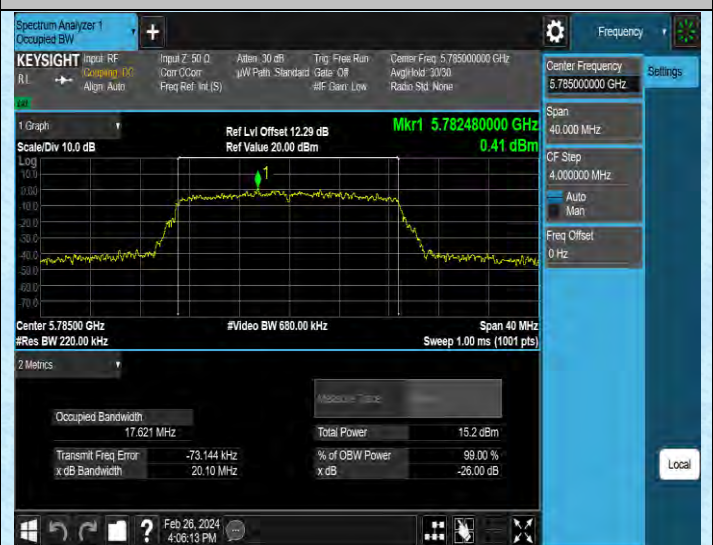 Spectrum Analyzer 1
Occupied BW
Frequency
KEYSIGHT Input: RF Input Z: 50 Ω Atten: 30 dB Trig: Free Run Center Freq: 5.785000000 GHz
RL Coupling: DC Corr CCorr µW Path: Standard Gate: Off Avg|Hold: 30/30
Align: Auto Freq Ref: Int (S) #IF Gain: Low Radio Std: None
1 Graph
Scale/Div 10.0 dB
Ref Lvl Offset 12.29 dB
Ref Value 20.00 dBm
Mkr1 5.782480000 GHz
0.41 dBm
Log
10.0
0.00
-10.0
-20.0
-30.0
-40.0
-50.0
-60.0
-70.0
1
Center 5.78500 GHz #Video BW 680.00 kHz Span 40 MHz
#Res BW 220.00 kHz Sweep 1.00 ms (1001 pts)
2 Metrics
Measure Trace
Occupied Bandwidth
17.621 MHz
Total Power 15.2 dBm
Transmit Freq Error -73.144 kHz
% of OBW Power 99.00 %
x dB Bandwidth 20.10 MHz
x dB -26.00 dB
Center Frequency
5.785000000 GHz
Settings
Span
40.000 MHz
CF Step
4.000000 MHz
Auto
Man
Freq Offset
0 Hz
Local
?
Feb 26, 2024
4:06:13 PM